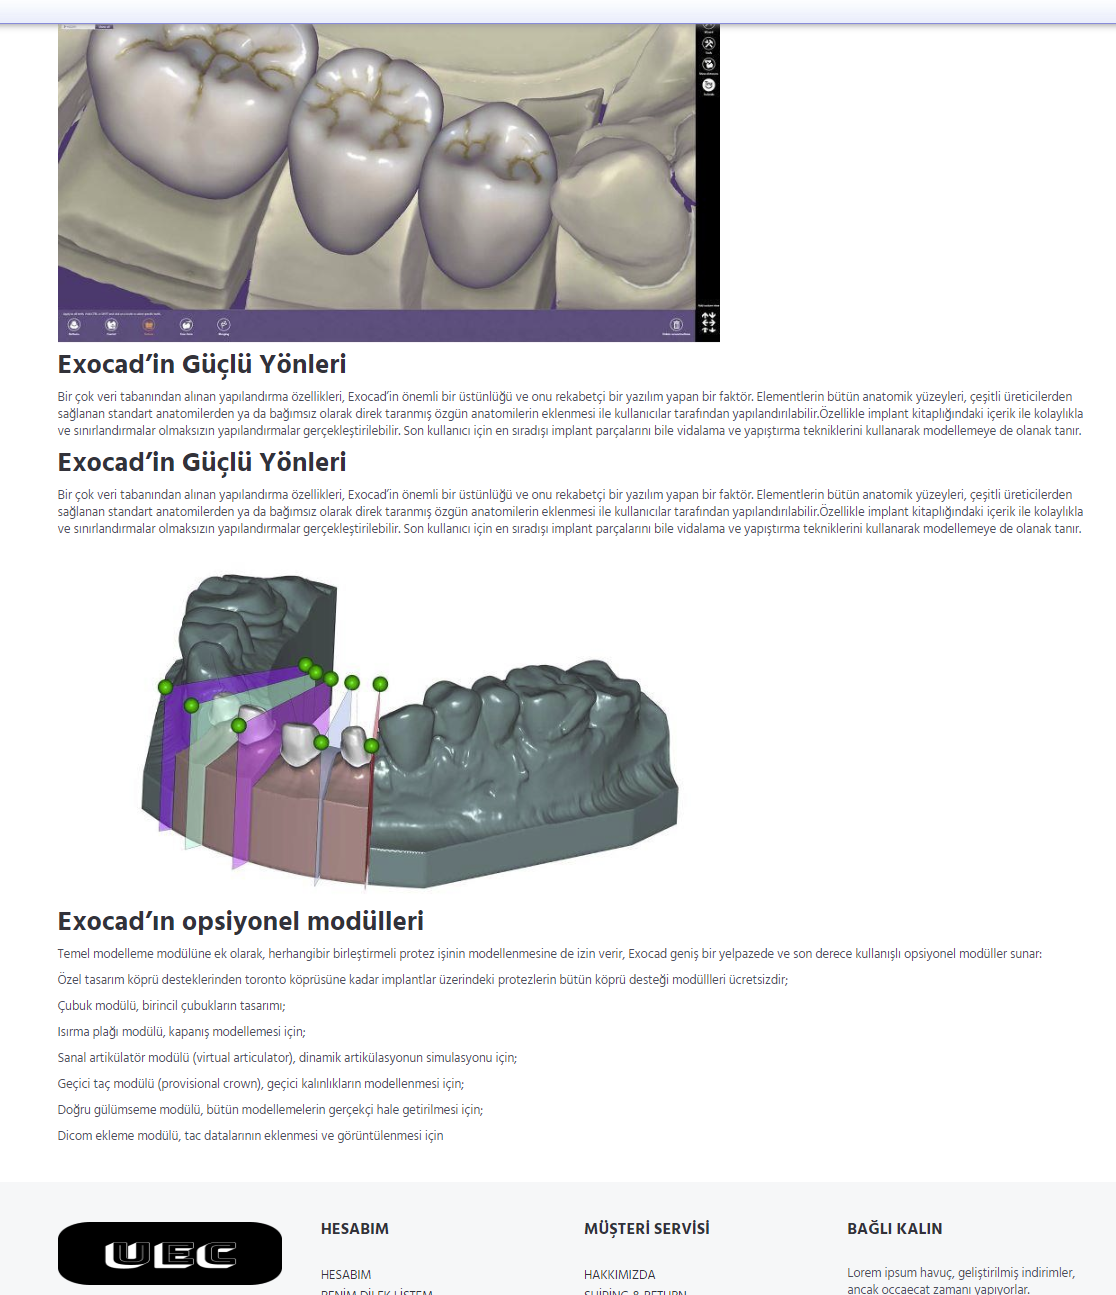 Exocad’in Güçlü Yönleri
Bir çok veri tabanından alınan yapılandırma özellikleri, Exocad’in önemli bir üstünlüğü ve onu rekabetçi bir yazılım yapan bir faktör. Elementlerin bütün anatomik yüzeyleri, çeşitli üreticilerden
sağlanan standart anatomilerden ya da bağımsız olarak direk taranmış özgün anatomilerin eklenmesi ile kullanıcılar tarafından yapılandırılabilir.Özellikle implant kitaplığındaki içerik ile kolaylıkla
ve sınırlandırmalar olmaksızın yapılandırmalar gerçekleştirilebilir. Son kullanıcı için en sıradışı implant parçalarını bile vidalama ve yapıştırma tekniklerini kullanarak modellemeye de olanak tanır.
Exocad’in Güçlü Yönleri
Bir çok veri tabanından alınan yapılandırma özellikleri, Exocad’in önemli bir üstünlüğü ve onu rekabetçi bir yazılım yapan bir faktör. Elementlerin bütün anatomik yüzeyleri, çeşitli üreticilerden
sağlanan standart anatomilerden ya da bağımsız olarak direk taranmış özgün anatomilerin eklenmesi ile kullanıcılar tarafından yapılandırılabilir.Özellikle implant kitaplığındaki içerik ile kolaylıkla
ve sınırlandırmalar olmaksızın yapılandırmalar gerçekleştirilebilir. Son kullanıcı için en sıradışı implant parçalarını bile vidalama ve yapıştırma tekniklerini kullanarak modellemeye de olanak tanır.
Exocad’ın opsiyonel modülleri
Temel modelleme modülüne ek olarak, herhangibir birleştirmeli protez işinin modellenmesine de izin verir, Exocad geniş bir yelpazede ve son derece kullanışlı opsiyonel modüller sunar:
Özel tasarım köprü desteklerinden toronto köprüsüne kadar implantlar üzerindeki protezlerin bütün köprü desteği modüllleri ücretsizdir;
Çubuk modülü, birincil çubukların tasarımı;
Isırma plağı modülü, kapanış modellemesi için;
Sanal artikülatör modülü (virtual articulator), dinamik artikülasyonun simulasyonu için;
Geçici taç modülü (provisional crown), geçici kalınlıkların modellenmesi için;
Doğru gülümseme modülü, bütün modellemelerin gerçekçi hale getirilmesi için;
Dicom ekleme modülü, tac datalarının eklenmesi ve görüntülenmesi için
UEC
HESABIM
HESABIM
BENİM DİLEK LİSTEM
MÜŞTERİ SERVİSİ
HAKKIMIZDA
SHİPİNG & RETURN
BAĞLI KALIN
Lorem ipsum havuç, geliştirilmiş indirimler,
ancak occaecat zamanı yapıyorlar.